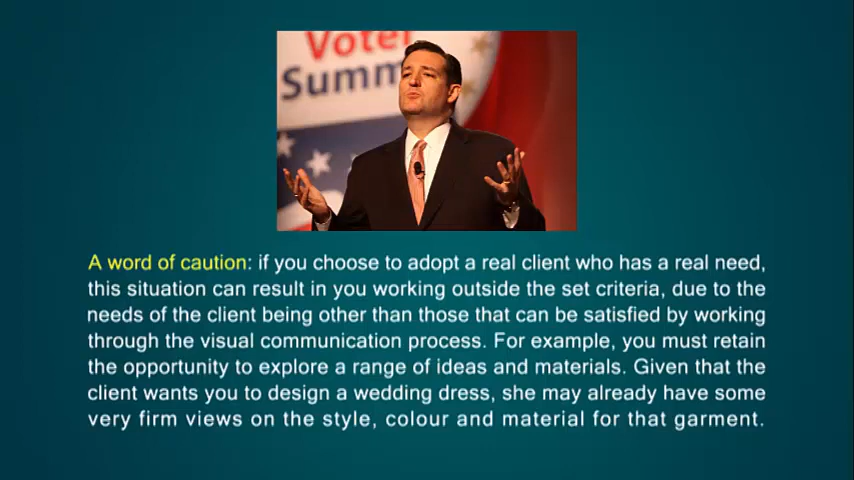 Voter
Summ
A word of caution: if you choose to adopt a real client who has a real need,
this situation can result in you working outside the set criteria, due to the
needs of the client being other than those that can be satisfied by working
through the visual communication process. For example, you must retain
the opportunity to explore a range of ideas and materials. Given that the
client wants you to design a wedding dress, she may already have some
very firm views on the style, colour and material for that garment.